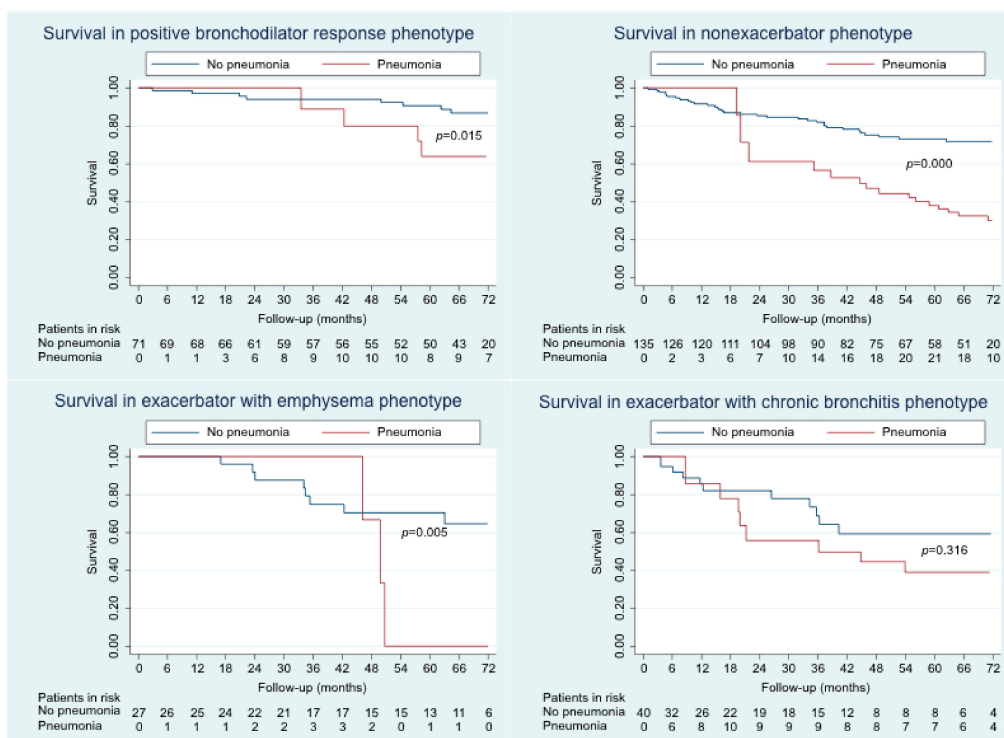 Survival in positive bronchodilator response phenotype
No pneumonia Pneumonia
1.00
0.80
0.60
0.40
0.20
0.00
Survival
p=0.015
0 6 12 18 24 30 36 42 48 54 60 66 72
Follow-up (months)
Patients in risk
No pneumonia 71 69 68 66 61 59 57 56 55 52 50 43 20
Pneumonia 0 1 1 3 6 8 9 10 10 10 8 9 7
Survival in nonexacerbator phenotype
No pneumonia Pneumonia
1.00
0.80
0.60
0.40
0.20
0.00
Survival
p=0.000
0 6 12 18 24 30 36 42 48 54 60 66 72
Follow-up (months)
Patients in risk
No pneumonia 135 126 120 111 104 98 90 82 75 67 58 51 20
Pneumonia 0 2 3 6 7 10 14 16 18 20 21 18 10
Survival in exacerbator with emphysema phenotype
No pneumonia Pneumonia
1.00
0.80
0.60
0.40
0.20
0.00
Survival
p=0.005
0 6 12 18 24 30 36 42 48 54 60 66 72
Follow-up (months)
Patients in risk
No pneumonia 27 26 25 24 22 21 17 17 15 15 13 11 6
Pneumonia 0 1 1 1 2 2 3 3 2 0 1 1 0
Survival in exacerbator with chronic bronchitis phenotype
No pneumonia Pneumonia
1.00
0.80
0.60
0.40
0.20
0.00
Survival
p=0.316
0 6 12 18 24 30 36 42 48 54 60 66 72
Follow-up (months)
Patients in risk
No pneumonia 40 32 26 22 19 18 15 12 8 8 8 6 4
Pneumonia 0 6 8 10 9 9 9 8 8 7 7 6 4